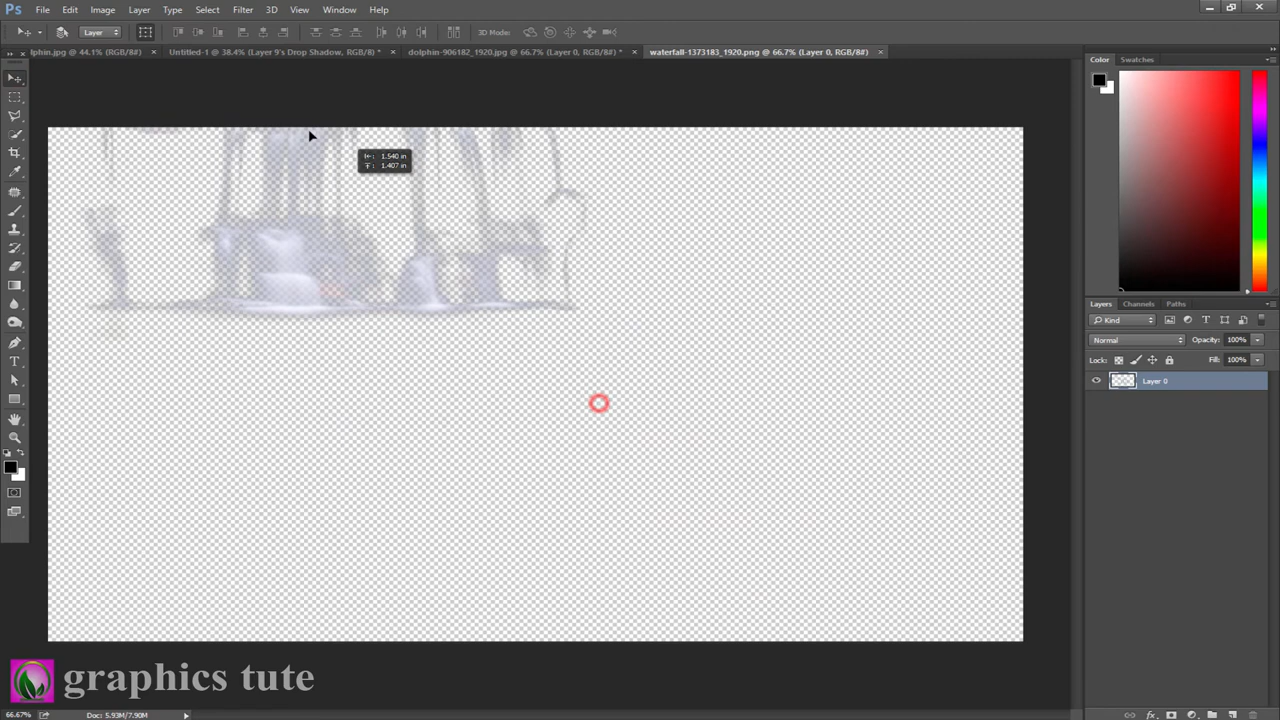 Ps File Edit Image Layer Type Select Filter 3D View Window Help
Layer 3D Mode:
lphin.jpg @ 44.1% (RGB/8#) × Untitled-1 @ 38.4% (Layer 9's Drop Shadow, RGB/8) * × dolphin-906182_1920.jpg @ 66.7% (Layer 0, RGB/8#) * × waterfall-1373183_1920.png @ 66.7% (Layer 0, RGB/8#) ×
Color Swatches
1.540 in
1.407 in
Layers Channels Paths
Kind
Normal Opacity: 100%
Lock: Fill: 100%
Layer 0
graphics tute
66.67% Doc: 5.93M/7.90M